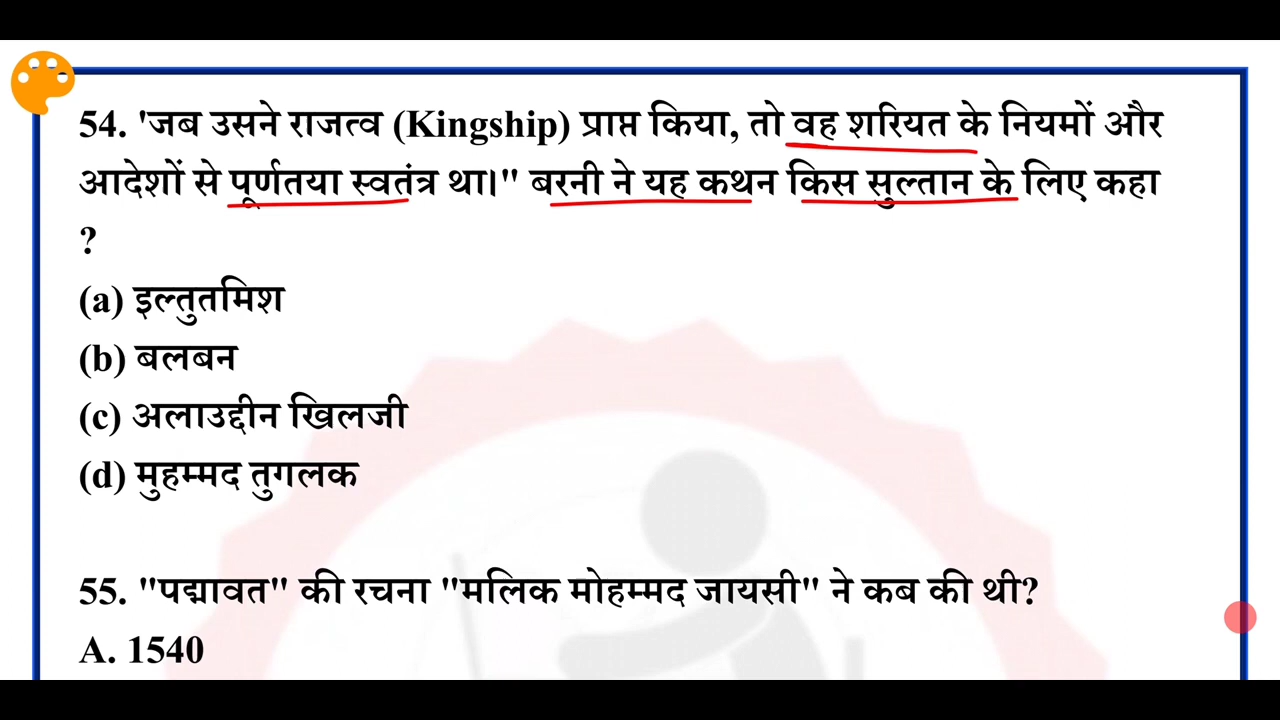 54. 'जब उसने राजत्व (Kingship) प्राप्त किया, तो वह शरियत के नियमों और
आदेशों से पूर्णतया स्वतंत्र था।" बरनी ने यह कथन किस सुल्तान के लिए कहा
?
(a) इल्तुतमिश
(b) बलबन
(c) अलाउद्दीन खिलजी
(d) मुहम्मद तुगलक
55. "पद्मावत" की रचना "मलिक मोहम्मद जायसी" ने कब की थी?
A. 1540